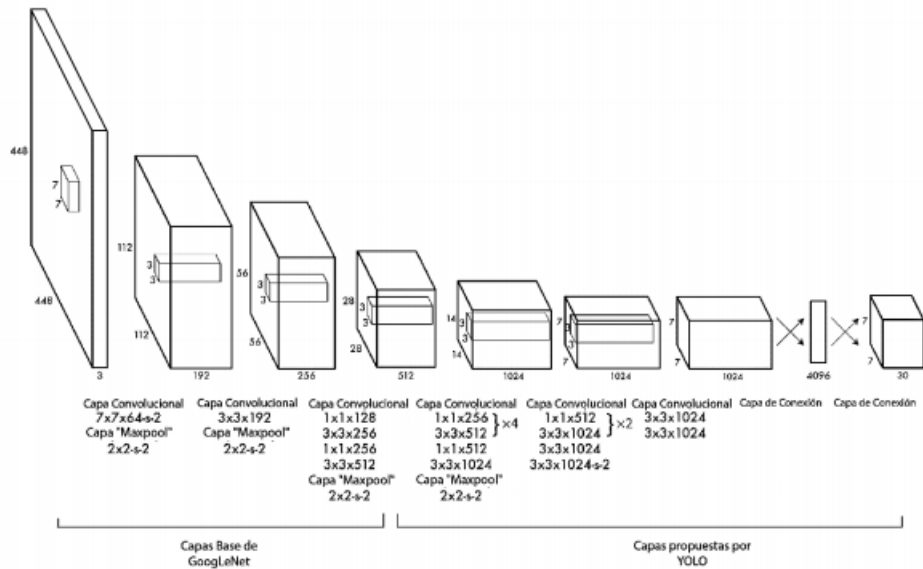 448
7
7
448
3
112
3
3
112
192
56
3
3
56
256
28
3
3
28
512
14
3
3
14
1024
7
3
3
7
1024
7
7
1024
4096
7
7
30
Capa Convolucional
7x7x64-s-2
Capa "Maxpool"
2x2-s-2
Capa Convolucional
3x3x192
Capa "Maxpool"
2x2-s-2
Capa Convolucional
1x1x128
3x3x256
1x1x256
3x3x512
Capa "Maxpool"
2x2-s-2
Capa Convolucional
1x1x256
3x3x512
}×4
1x1x512
3x3x1024
Capa "Maxpool"
2x2-s-2
Capa Convolucional
1x1x512
3x3x1024
}×2
3x3x1024
3x3x1024-s-2
Capa Convolucional
3x3x1024
3x3x1024
Capa de Conexión
Capa de Conexión
Capas Base de
GoogLeNet
Capas propuestas por
YOLO